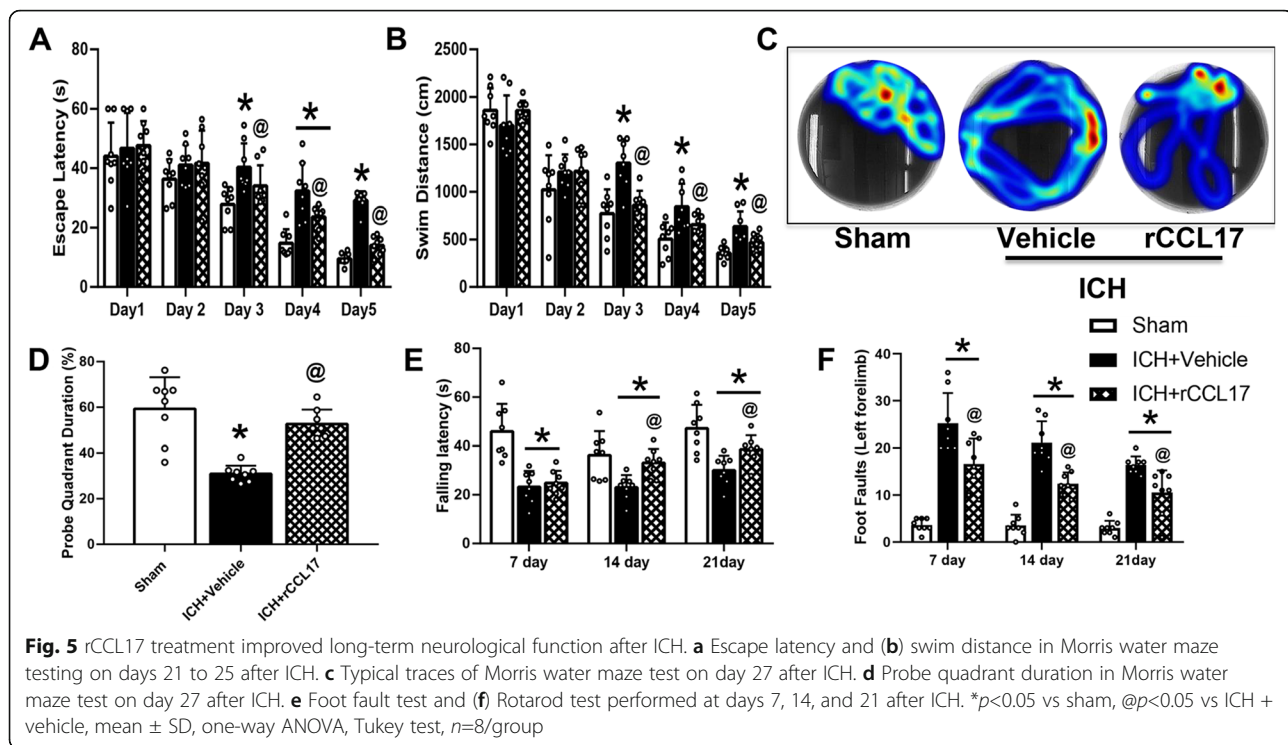 A
Escape Latency (s)
80
60
40
20
0
Day1 Day 2 Day 3 Day4 Day5
* @ * @ * @
B
Swim Distance (cm)
2500
2000
1500
1000
500
0
Day1 Day 2 Day 3 Day4 Day5
* @ * @ * @
C
Sham Vehicle rCCL17
ICH
Sham
ICH+Vehicle
ICH+rCCL17
D
Probe Quadrant Duration (%)
80
60
40
20
0
Sham ICH+Vehicle ICH+rCCL17
* @
E
Falling latency (s)
80
60
40
20
0
7 day 14 day 21day
* * @ * @
F
Foot Faults (Left forelimb)
40
30
20
10
0
7 day 14 day 21day
* @ * @ * @
Fig. 5 rCCL17 treatment improved long-term neurological function after ICH. a Escape latency and (b) swim distance in Morris water maze
testing on days 21 to 25 after ICH. c Typical traces of Morris water maze test on day 27 after ICH. d Probe quadrant duration in Morris water
maze test on day 27 after ICH. e Foot fault test and (f) Rotarod test performed at days 7, 14, and 21 after ICH. *p<0.05 vs sham, @p<0.05 vs ICH +
vehicle, mean ± SD, one-way ANOVA, Tukey test, n=8/group